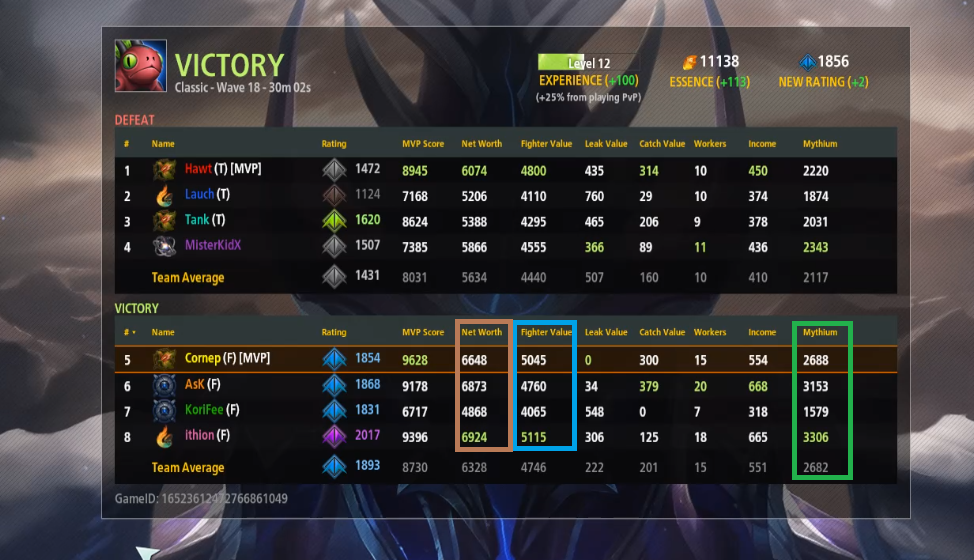 VICTORY
Classic - Wave 18 - 30m 02s
Level 12
EXPERIENCE (+100)
(+25% from playing PvP)
11138
ESSENCE (+113)
1856
NEW RATING (+2)
DEFEAT
# Name Rating MVP Score Net Worth Fighter Value Leak Value Catch Value Workers Income Mythium
1 Hawt (T) [MVP] 1472 8945 6074 4800 435 314 10 450 2220
2 Lauch (T) 1124 7168 5206 4110 760 29 10 374 1874
3 Tank (T) 1620 8624 5388 4295 465 206 9 378 2031
4 MisterKidX 1507 7385 5866 4555 366 89 11 436 2343
Team Average 1431 8031 5634 4440 507 160 10 410 2117
VICTORY
# Name Rating MVP Score Net Worth Fighter Value Leak Value Catch Value Workers Income Mythium
5 Cornep (F) [MVP] 1854 9628 6648 5045 0 300 15 554 2688
6 AsK (F) 1868 9178 6873 4760 34 379 20 668 3153
7 KoriFee (F) 1831 6717 4868 4065 548 0 7 318 1579
8 ithion (F) 2017 9396 6924 5115 306 125 18 665 3306
Team Average 1893 8730 6328 4746 222 201 15 551 2682